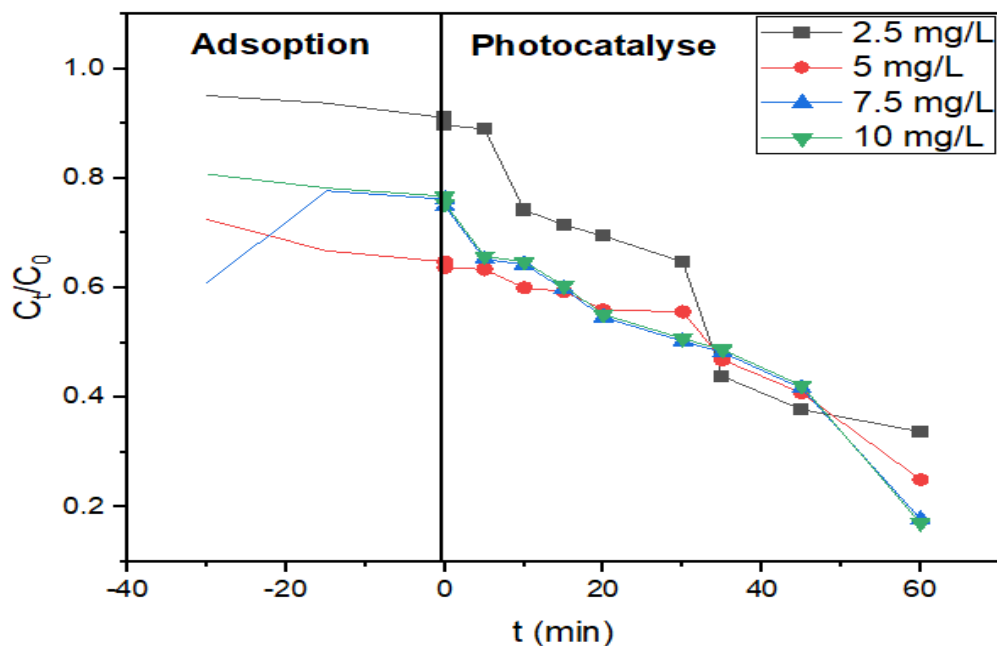 Adsoption
Photocatalyse
2.5 mg/L
5 mg/L
7.5 mg/L
10 mg/L
1.0
0.8
0.6
0.4
0.2
Ct/C0
-40
-20
0
20
40
60
t (min)